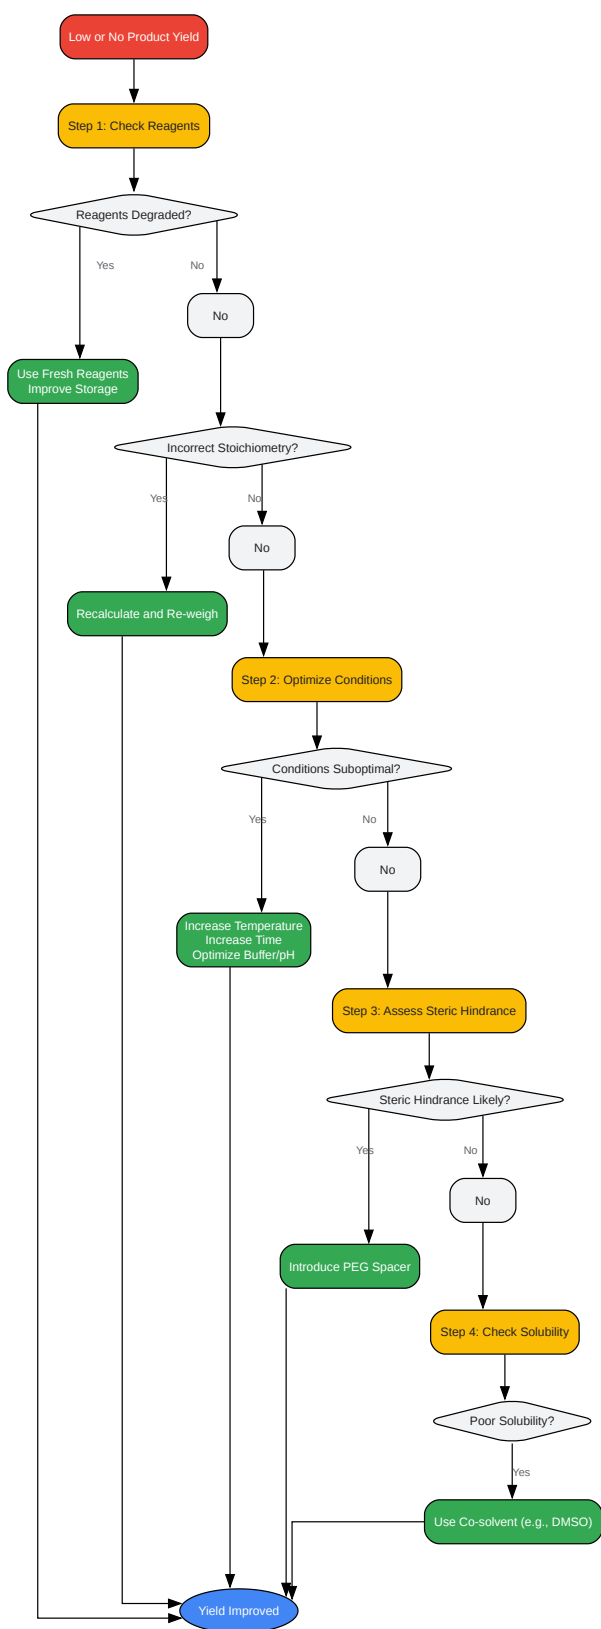 Low or No Product Yield
Step 1: Check Reagents
Reagents Degraded?
Yes
No
No
Use Fresh Reagents
Improve Storage
Incorrect Stoichiometry?
Yes
No
No
Recalculate and Re-weigh
Step 2: Optimize Conditions
Conditions Suboptimal?
Yes
No
No
Increase Temperature
Increase Time
Optimize Buffer/pH
Step 3: Assess Steric Hindrance
Steric Hindrance Likely?
Yes
No
No
Introduce PEG Spacer
Step 4: Check Solubility
Poor Solubility?
Yes
Use Co-solvent (e.g., DMSO)
Yield Improved